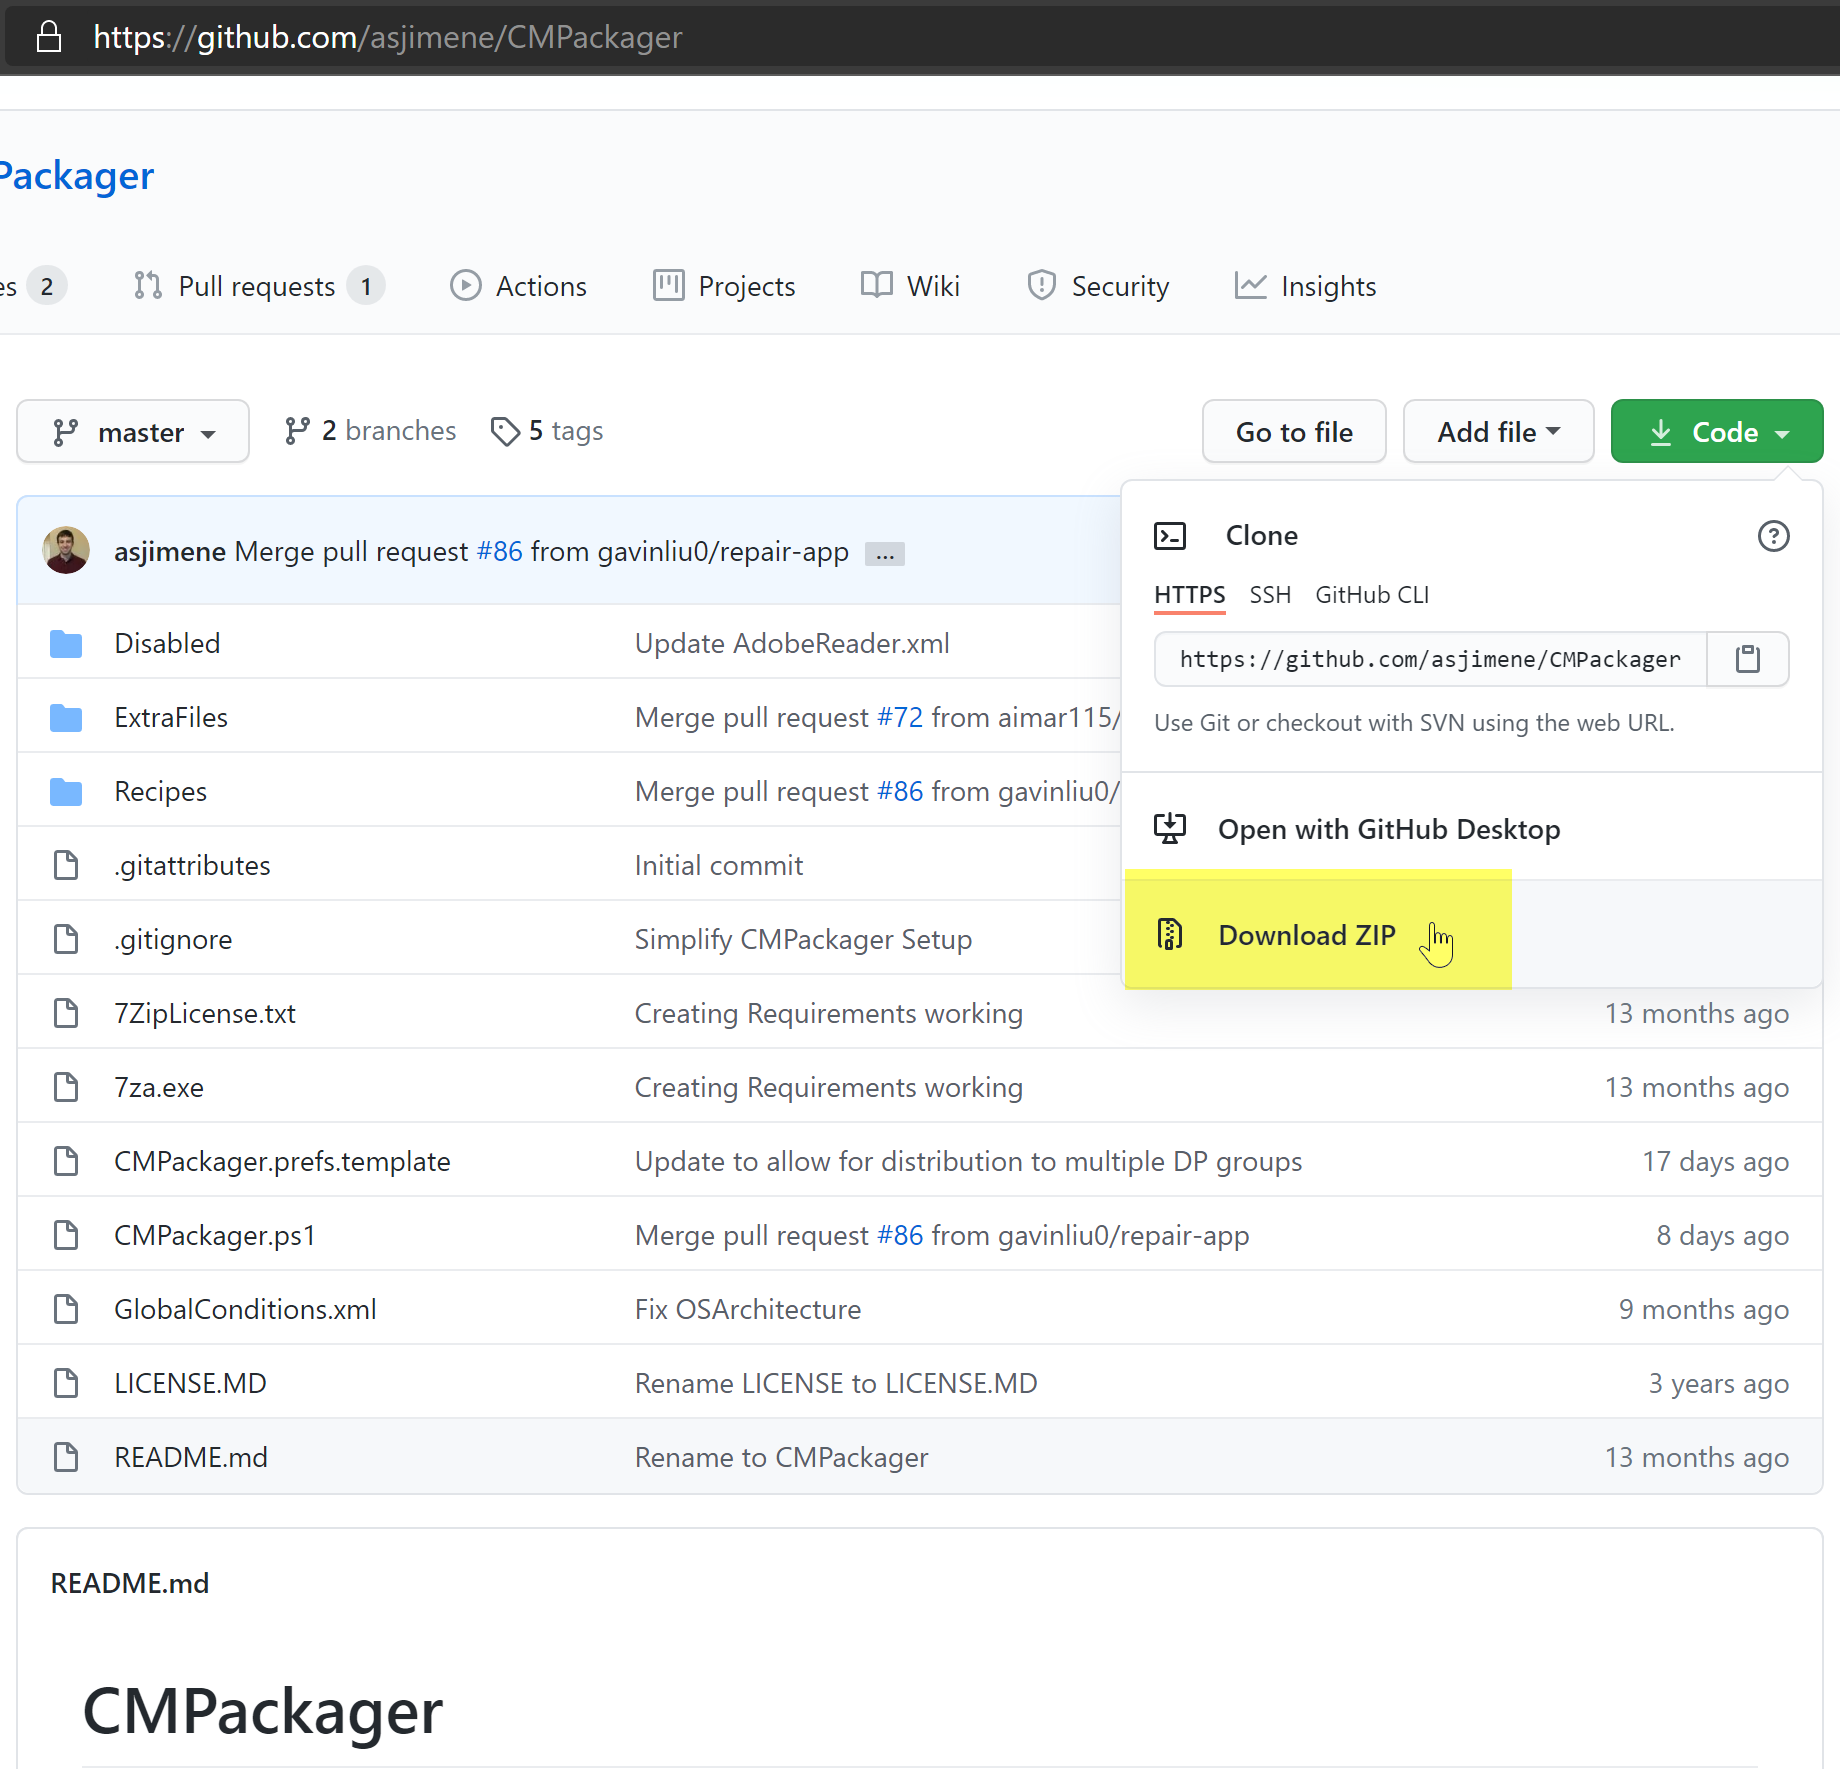 https://github.com/asjimene/CMPackager
Packager
es 2 Pull requests 1 Actions Projects Wiki Security Insights
master 2 branches 5 tags Go to file Add file Code
asjimene Merge pull request #86 from gavinliu0/repair-app ...
Clone
HTTPS SSH GitHub CLI
https://github.com/asjimene/CMPackager
Use Git or checkout with SVN using the web URL.
Open with GitHub Desktop
Download ZIP
Disabled Update AdobeReader.xml
ExtraFiles Merge pull request #72 from aimar115/
Recipes Merge pull request #86 from gavinliu0/
.gitattributes Initial commit
.gitignore Simplify CMPackager Setup
7ZipLicense.txt Creating Requirements working 13 months ago
7za.exe Creating Requirements working 13 months ago
CMPackager.prefs.template Update to allow for distribution to multiple DP groups 17 days ago
CMPackager.ps1 Merge pull request #86 from gavinliu0/repair-app 8 days ago
GlobalConditions.xml Fix OSArchitecture 9 months ago
LICENSE.MD Rename LICENSE to LICENSE.MD 3 years ago
README.md Rename to CMPackager 13 months ago
README.md
CMPackager